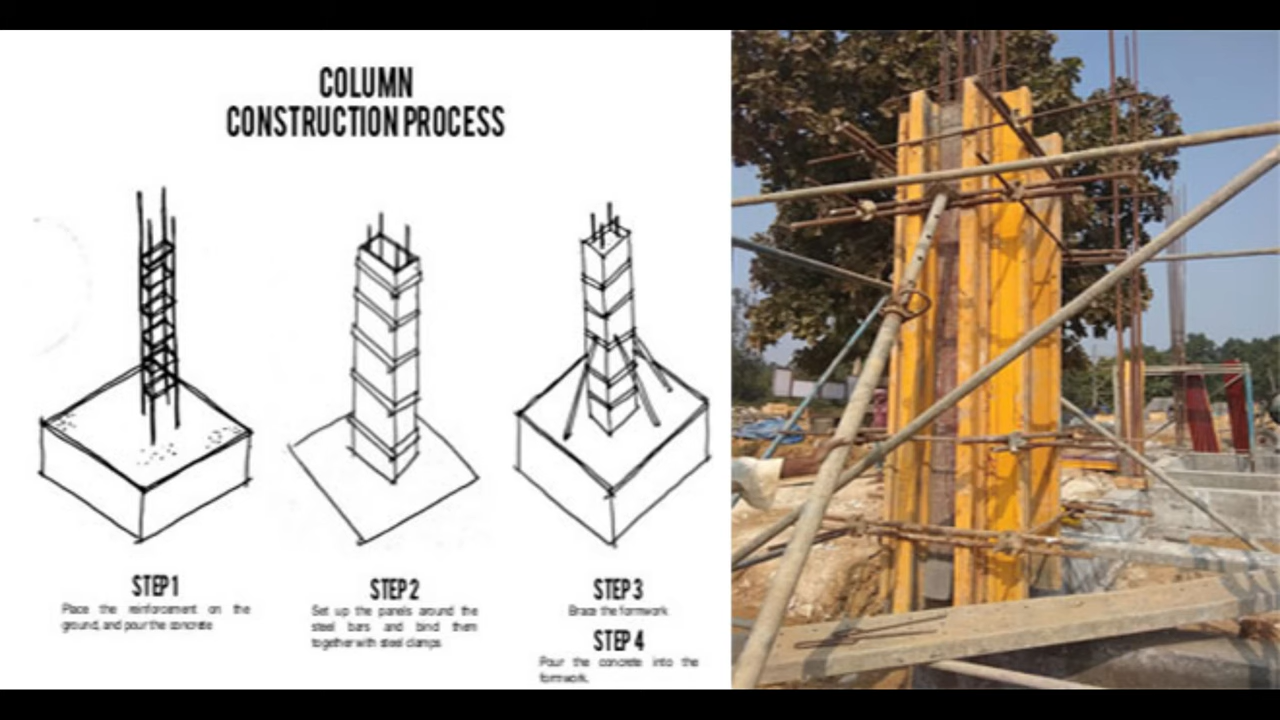 COLUMN
CONSTRUCTION PROCESS
STEP 1
Place the reinforcement on the
ground, and pour the concrete
STEP 2
Set up the panels around the
steel bars and bind them
together with steel clamps
STEP 3
Brace the formwork
STEP 4
Pour the concrete into the
formwork.